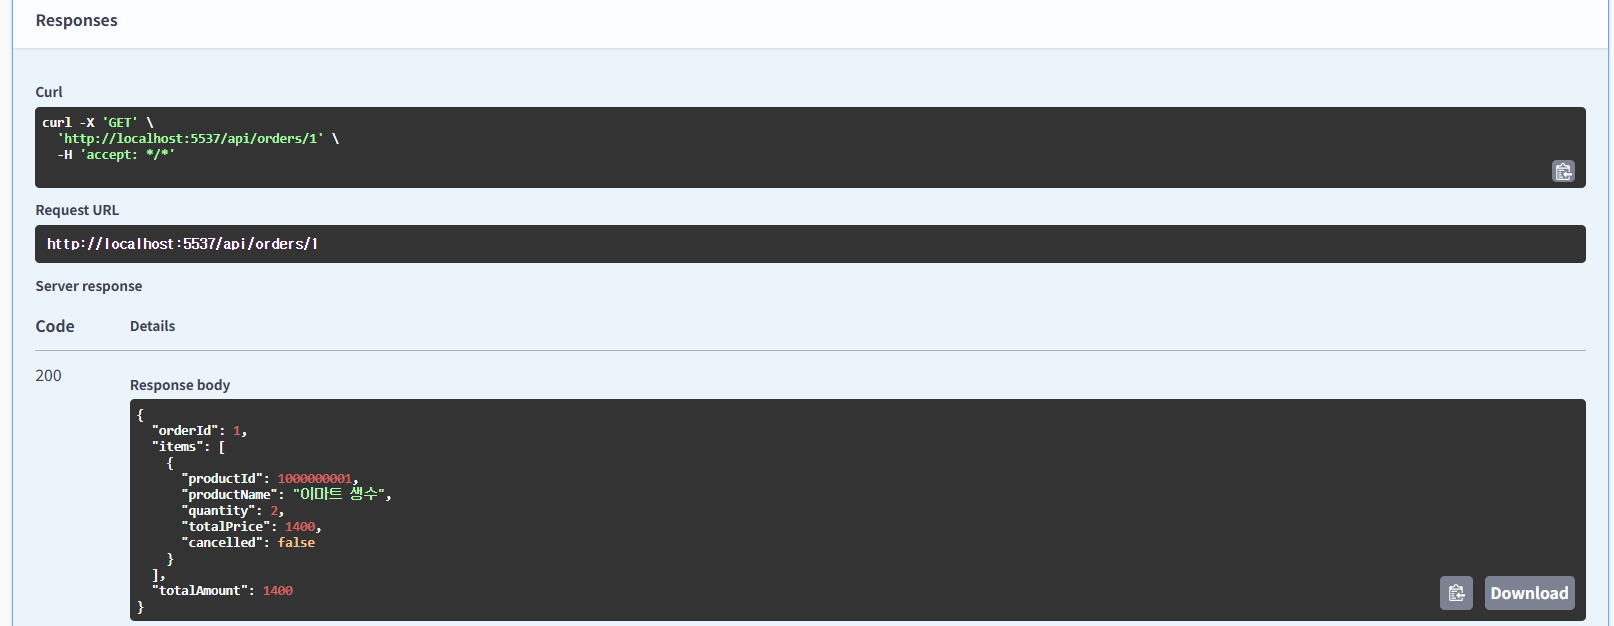 Responses
Curl
curl -X 'GET' \
  'http://localhost:5537/api/orders/1' \
  -H 'accept: */*'
Request URL
http://localhost:5537/api/orders/1
Server response
Code Details
200
Response body
{
  "orderId": 1,
  "items": [
    {
      "productId": 1000000001,
      "productName": "이마트 생수",
      "quantity": 2,
      "totalPrice": 1400,
      "cancelled": false
    }
  ],
  "totalAmount": 1400
}
Download